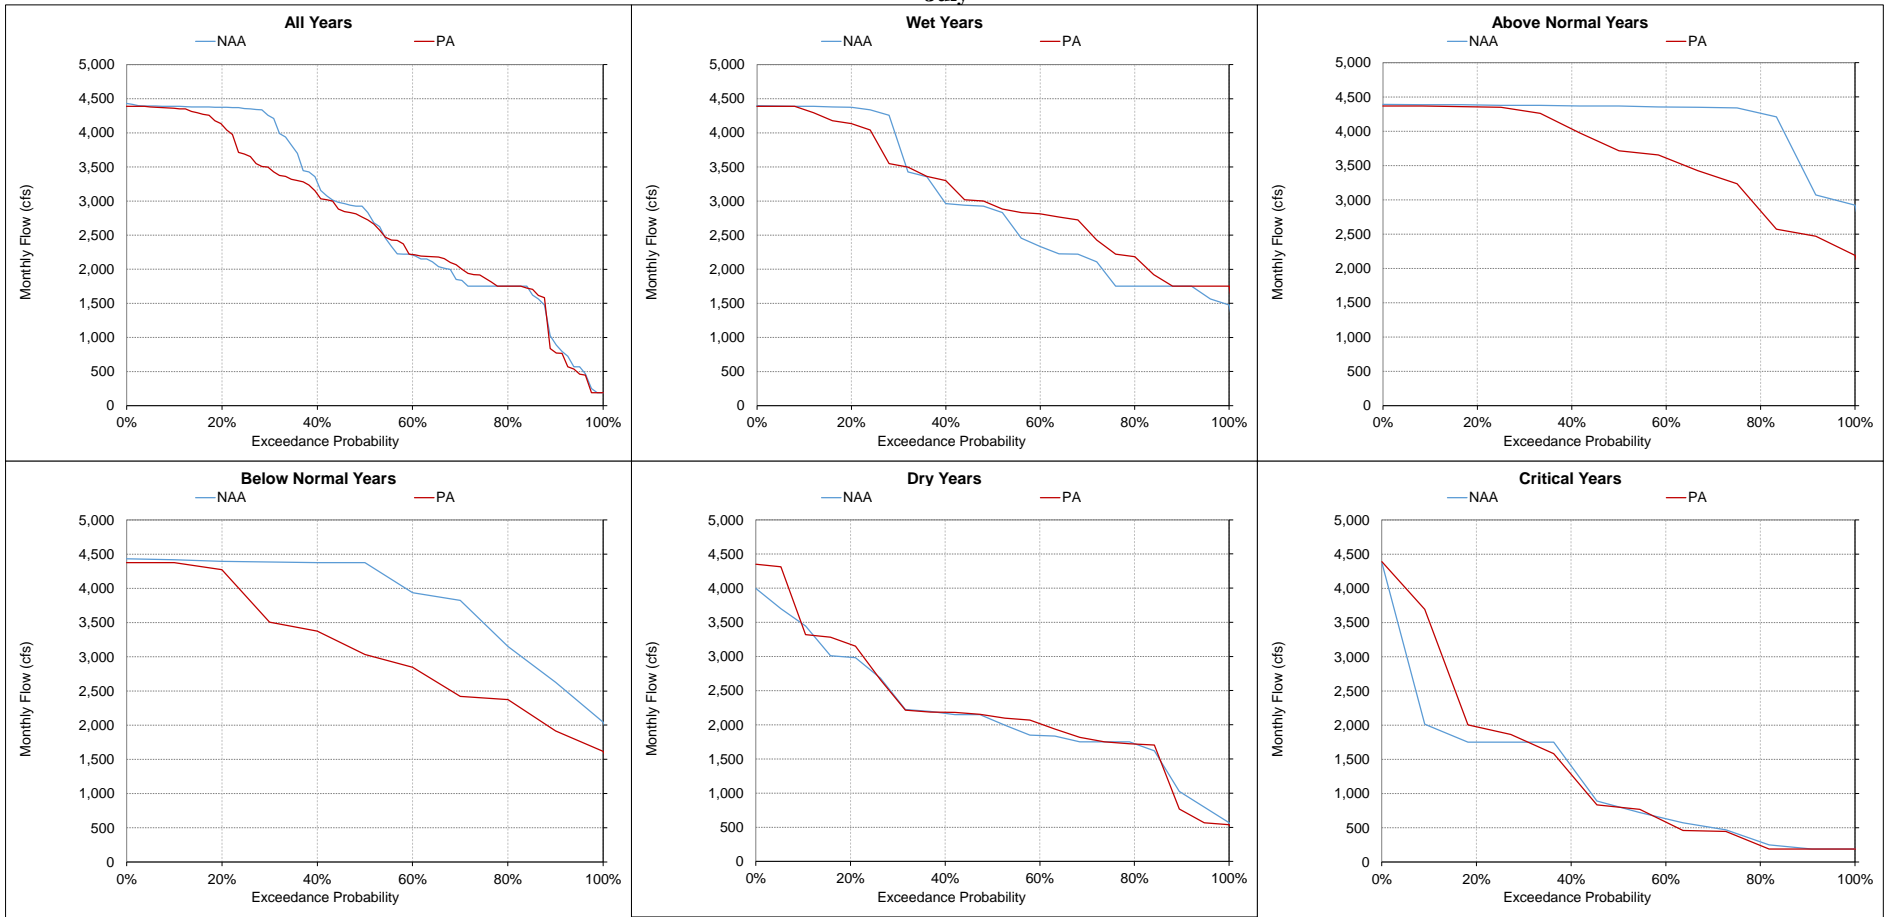 July
All Years
NAA PA
5,000
4,500
4,000
3,500
3,000
2,500
2,000
1,500
1,000
500
0
Monthly Flow (cfs)
0% 20% 40% 60% 80% 100%
Exceedance Probability
Wet Years
NAA PA
5,000
4,500
4,000
3,500
3,000
2,500
2,000
1,500
1,000
500
0
Monthly Flow (cfs)
0% 20% 40% 60% 80% 100%
Exceedance Probability
Above Normal Years
NAA PA
5,000
4,500
4,000
3,500
3,000
2,500
2,000
1,500
1,000
500
0
Monthly Flow (cfs)
0% 20% 40% 60% 80% 100%
Exceedance Probability
Below Normal Years
NAA PA
5,000
4,500
4,000
3,500
3,000
2,500
2,000
1,500
1,000
500
0
Monthly Flow (cfs)
0% 20% 40% 60% 80% 100%
Exceedance Probability
Dry Years
NAA PA
5,000
4,500
4,000
3,500
3,000
2,500
2,000
1,500
1,000
500
0
Monthly Flow (cfs)
0% 20% 40% 60% 80% 100%
Exceedance Probability
Critical Years
NAA PA
5,000
4,500
4,000
3,500
3,000
2,500
2,000
1,500
1,000
500
0
Monthly Flow (cfs)
0% 20% 40% 60% 80% 100%
Exceedance Probability